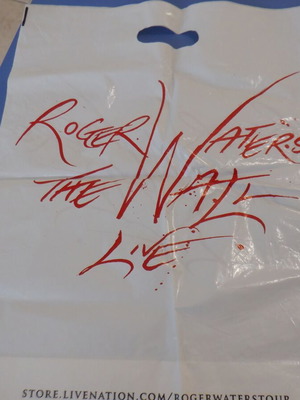 ROGER WATERS
THE WALL
LIVE
STORE.LIVENATION.COM/ROGERWATERSTOUR